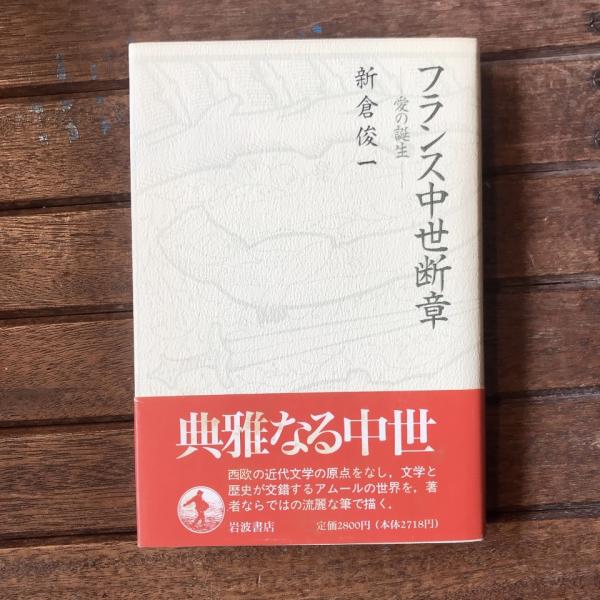 フランス中世断章
―愛の誕生―
新倉俊一
典雅なる中世
西欧の近代文学の原点をなし，文学と
歴史が交錯するアムールの世界を，著
者ならではの流麗な筆で描く．
岩波書店
定価2800円（本体2718円）